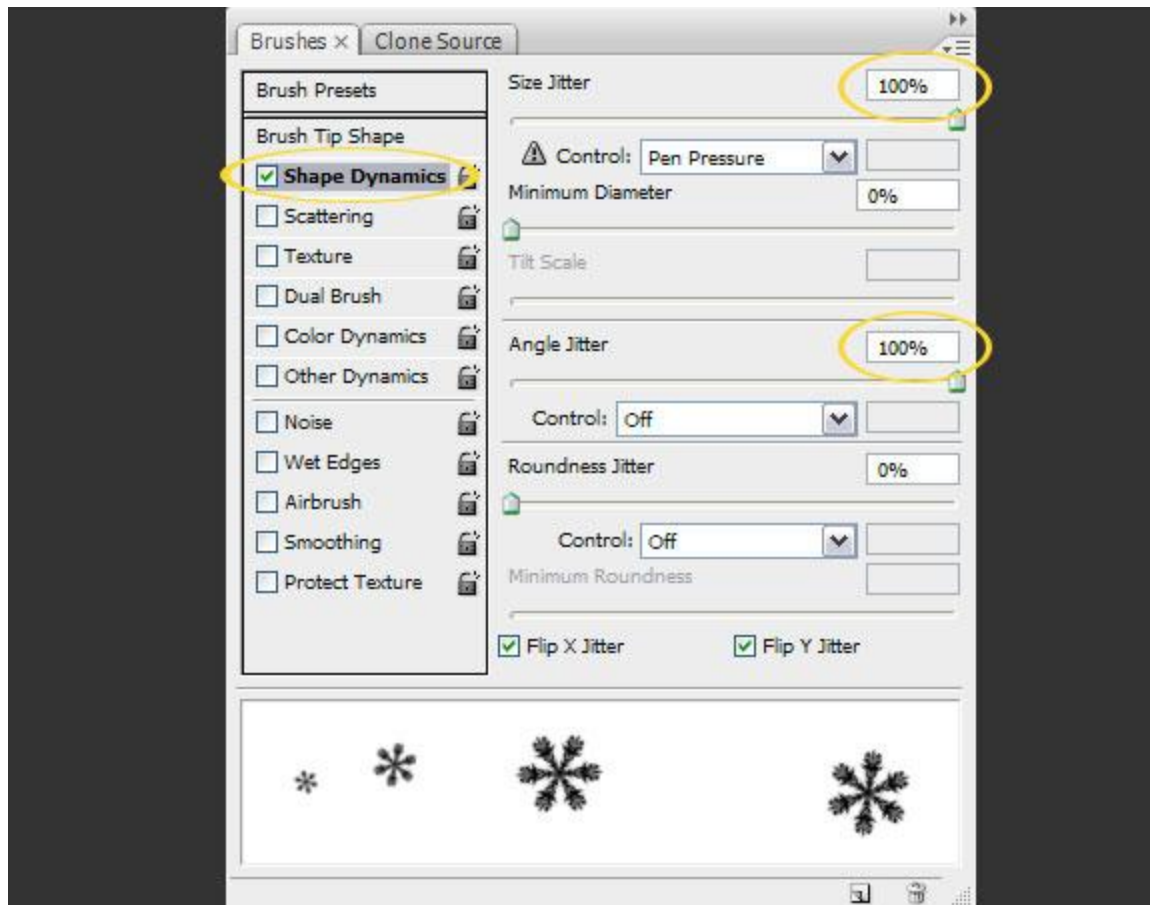 Brushes × Clone Source
Brush Presets
Brush Tip Shape
Shape Dynamics
Scattering
Texture
Dual Brush
Color Dynamics
Other Dynamics
Noise
Wet Edges
Airbrush
Smoothing
Protect Texture
Size Jitter 100%
Control: Pen Pressure
Minimum Diameter 0%
Tilt Scale
Angle Jitter 100%
Control: Off
Roundness Jitter 0%
Control: Off
Minimum Roundness
Flip X Jitter Flip Y Jitter